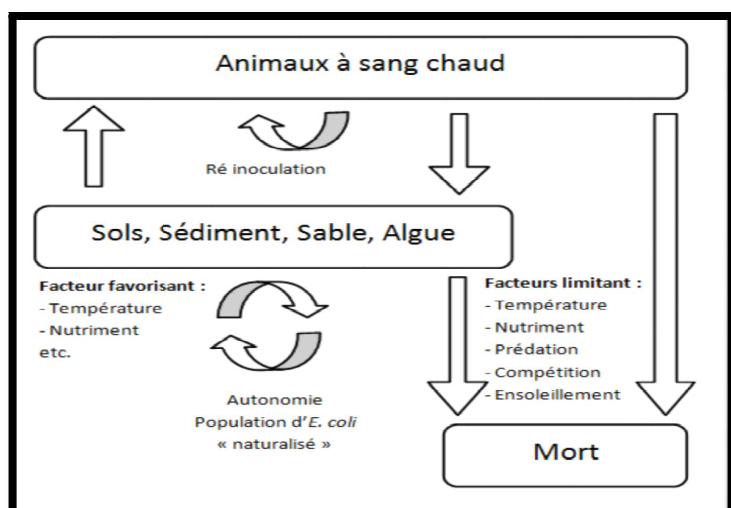 Animaux à sang chaud
Ré inoculation
Sols, Sédiment, Sable, Algue
Facteur favorisant :
- Température
- Nutriment
etc.
Facteurs limitant :
- Température
- Nutriment
- Prédation
- Compétition
- Ensoleillement
Autonomie
Population d'E. coli
« naturalisé »
Mort